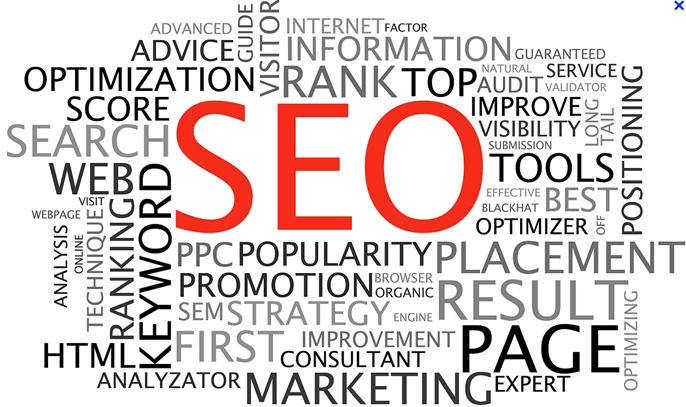 ADVANCED
GUIDE
VISITOR
INTERNET
FACTOR
ADVICE
INFORMATION
GUARANTEED
OPTIMIZATION
RANK
TOP
AUDIT
NATURAL
SERVICE
VALIDATOR
SCORE
SEO
IMPROVE
LONG
TAIL
POSITIONING
SEARCH
VISIBILITY
SUBMISSION
WEB
TOOLS
VISIT
EFFECTIVE
BEST
WEBPAGE
BLACKHAT
OPTIMIZER
OFF
ANALYSIS
ONLINE
TECHNIQUE
RANKING
KEYWORD
PPC
POPULARITY
PLACEMENT
PROMOTION
BROWSER
ORGANIC
RESULT
SEM
STRATEGY
ENGINE
OPTIMIZING
FIRST
IMPROVEMENT
PAGE
HTML
CONSULTANT
ANALYZATOR
MARKETING
EXPERT